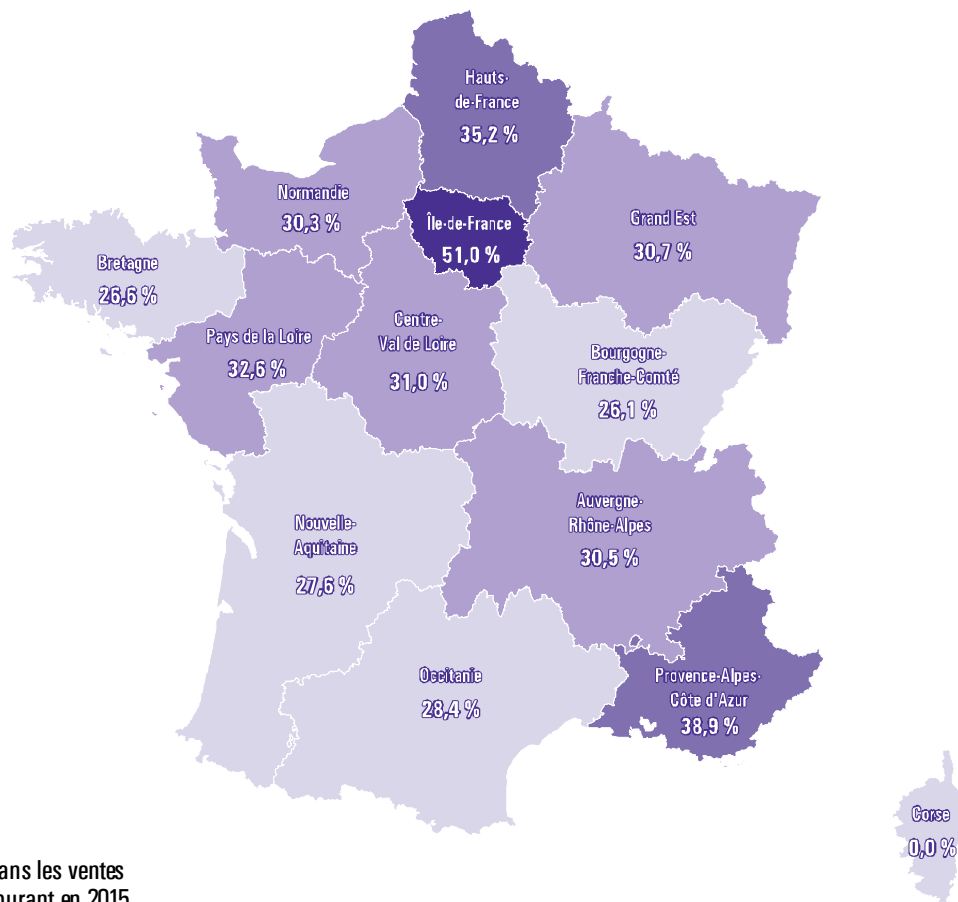 Hauts-
de-France
35,2 %
Normandie
30,3 %
Île-de-France
51,0 %
Grand Est
30,7 %
Bretagne
26,6 %
Pays de la Loire
32,6 %
Centre-
Val de Loire
31,0 %
Bourgogne-
Franche-Comté
26,1 %
Nouvelle-
Aquitaine
27,6 %
Auvergne-
Rhône-Alpes
30,5 %
Occitanie
28,4 %
Provence-Alpes-
Côte d'Azur
38,9 %
Corse
0,0 %
ans les ventes
en 2015